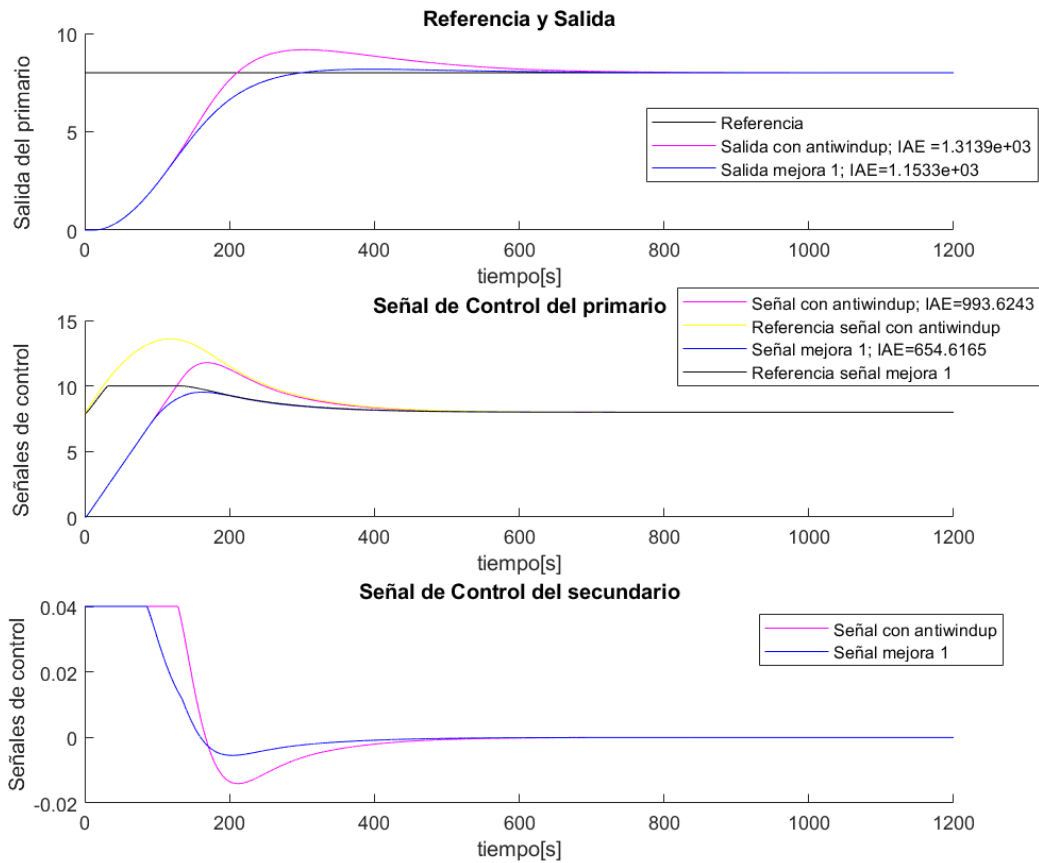 Referencia y Salida
10
5
0
Salida del primario
Referencia
Salida con antiwindup; IAE =1.3139e+03
Salida mejora 1; IAE=1.1533e+03
0 200 400 600 800 1000 1200
tiempo[s]
Señal de Control del primario
15
10
5
0
Señales de control
Señal con antiwindup; IAE=993.6243
Referencia señal con antiwindup
Señal mejora 1; IAE=654.6165
Referencia señal mejora 1
0 200 400 600 800 1000 1200
tiempo[s]
Señal de Control del secundario
0.04
0.02
0
-0.02
Señales de control
Señal con antiwindup
Señal mejora 1
0 200 400 600 800 1000 1200
tiempo[s]